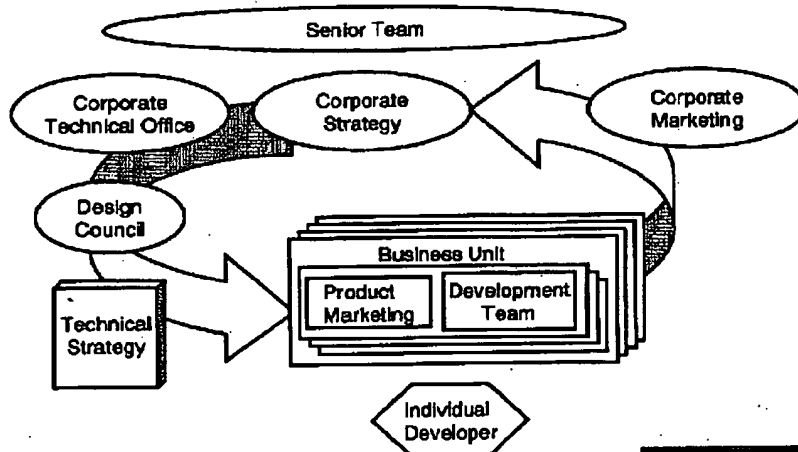 Senior Team
Corporate
Technical Office
Corporate
Strategy
Corporate
Marketing
Design
Council
Technical
Strategy
Business Unit
Product
Marketing
Development
Team
Individual
Developer